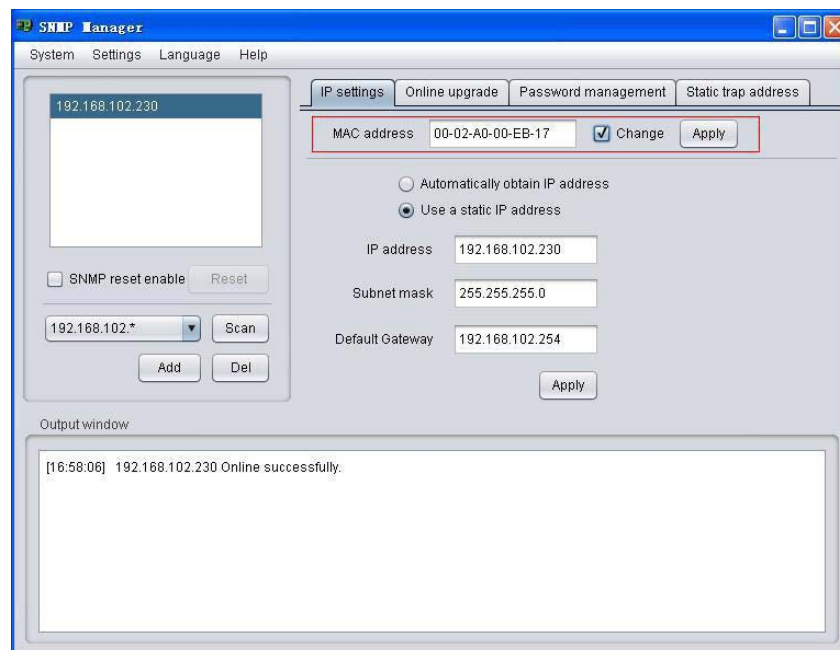 SNMP Manager
System Settings Language Help
192.168.102.230
SNMP reset enable Reset
192.168.102.* Scan
Add Del
IP settings Online upgrade Password management Static trap address
MAC address 00-02-A0-00-EB-17 Change Apply
Automatically obtain IP address
Use a static IP address
IP address 192.168.102.230
Subnet mask 255.255.255.0
Default Gateway 192.168.102.254
Apply
Output window
[16:58:06] 192.168.102.230 Online successfully.